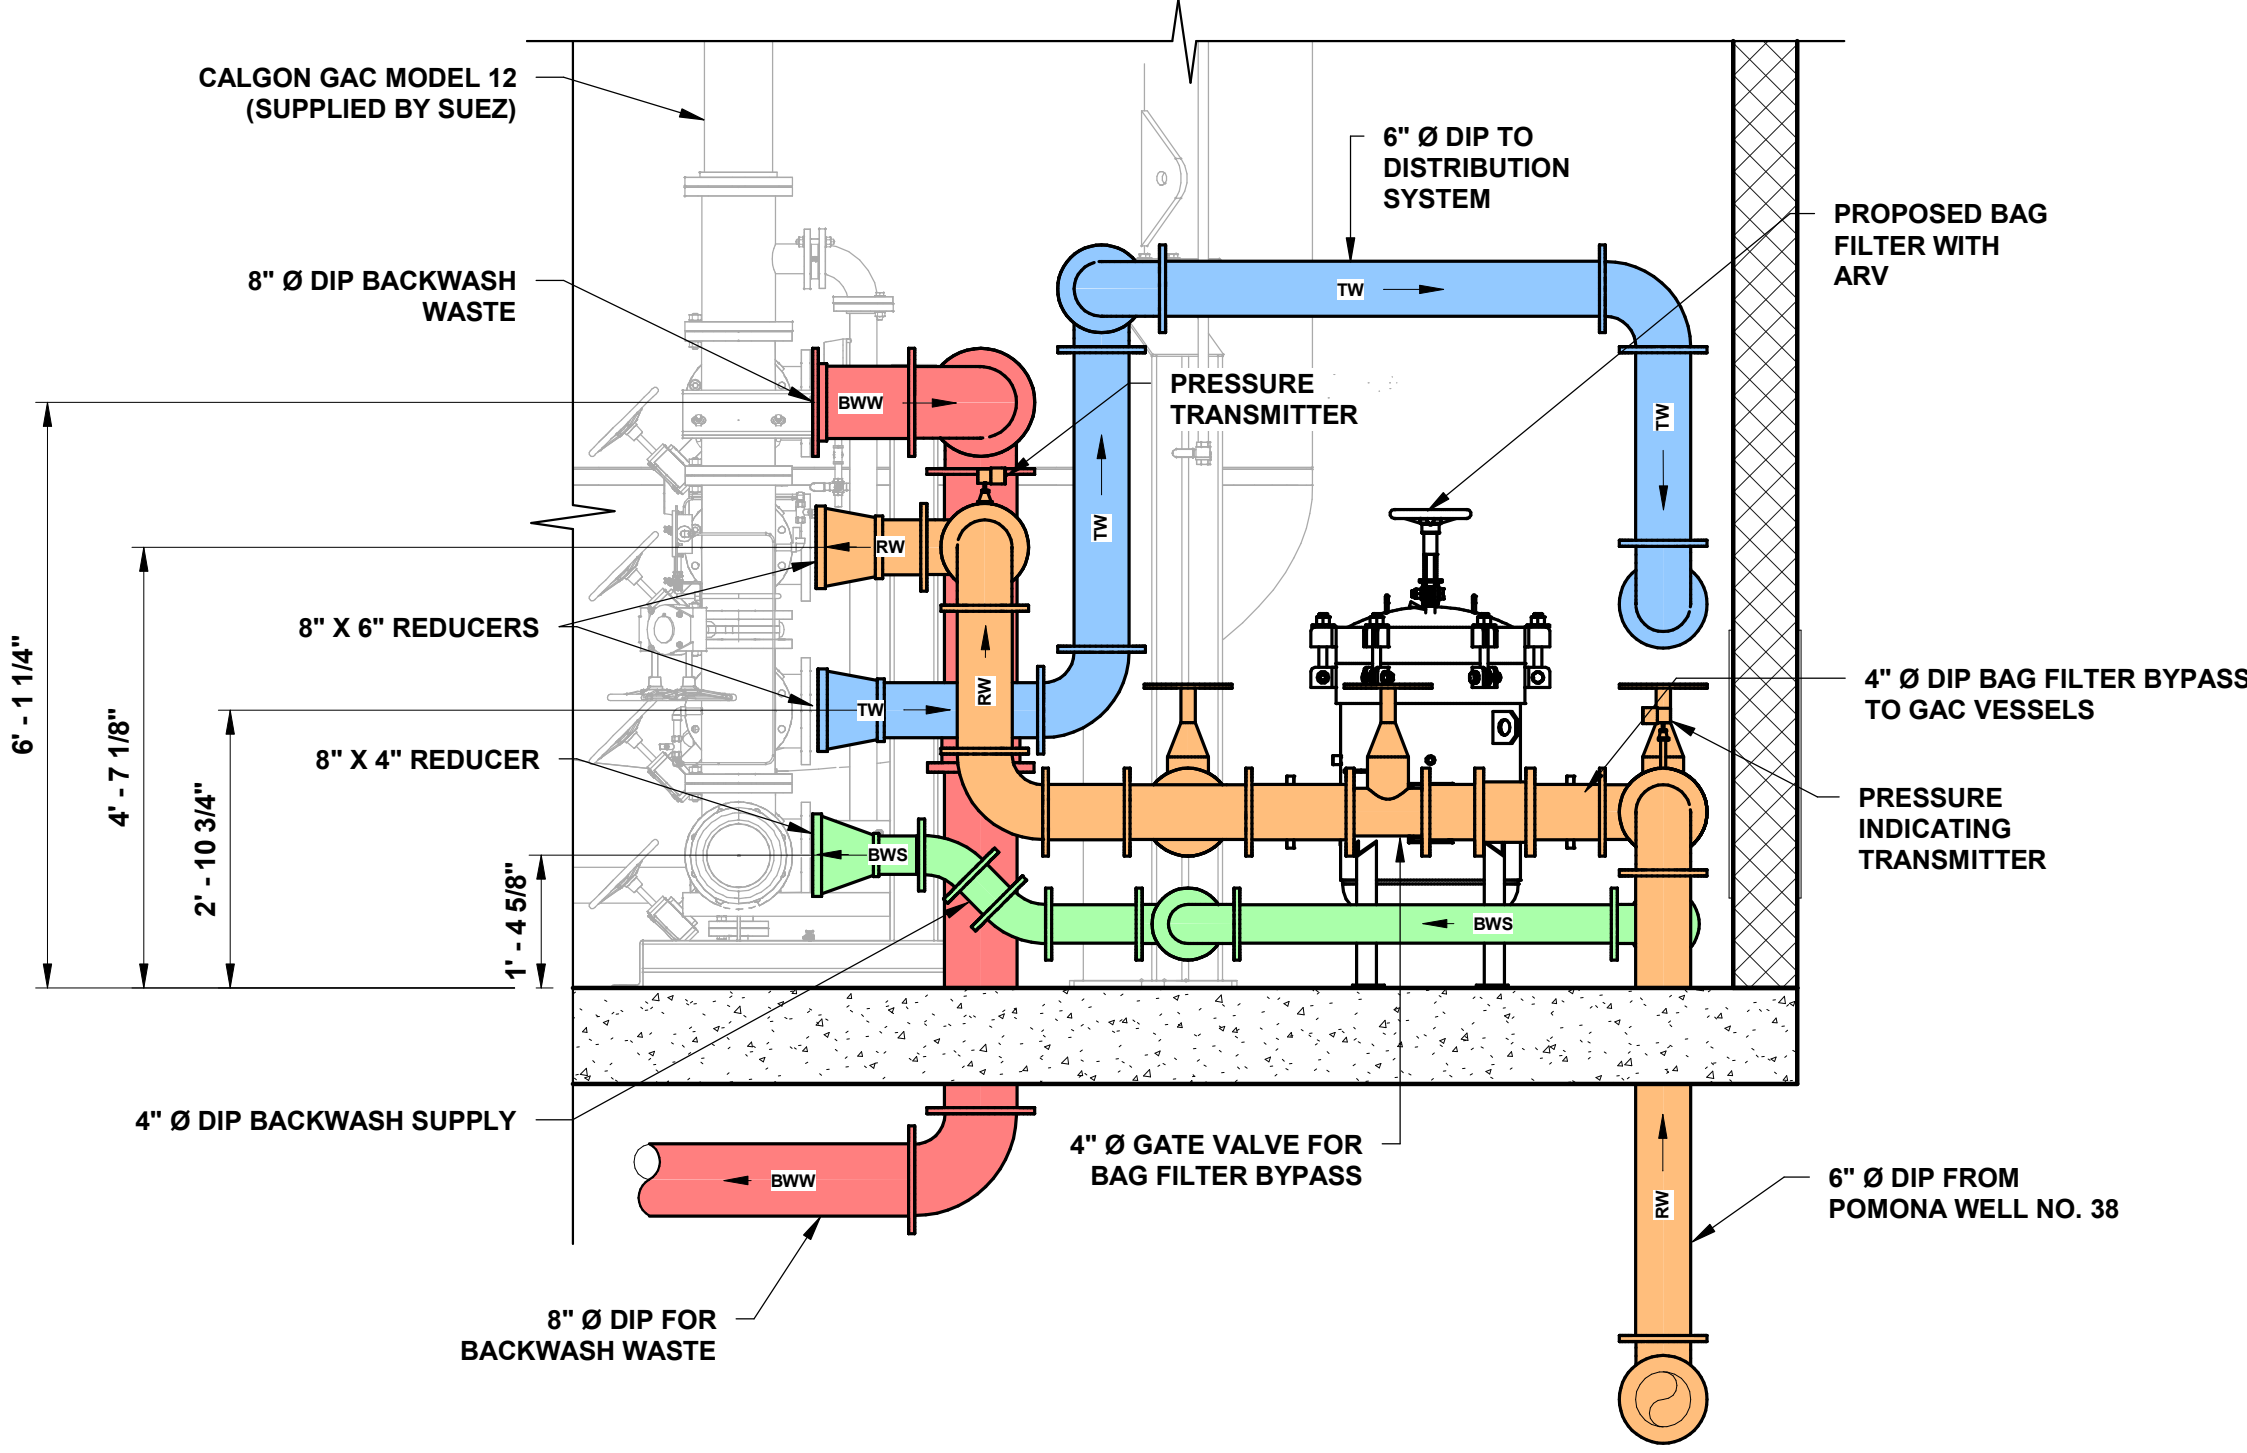 CALGON GAC MODEL 12
(SUPPLIED BY SUEZ)
6" Ø DIP TO
DISTRIBUTION
SYSTEM
PROPOSED BAG
FILTER WITH
ARV
8" Ø DIP BACKWASH
WASTE
TW
PRESSURE
TRANSMITTER
BWW
TW
TW
RW
8" X 6" REDUCERS
6' - 1 1/4"
4' - 7 1/8"
2' - 10 3/4"
1' - 4 5/8"
RW
TW
4" Ø DIP BAG FILTER BYPASS
TO GAC VESSELS
8" X 4" REDUCER
PRESSURE
INDICATING
TRANSMITTER
BWS
BWS
4" Ø DIP BACKWASH SUPPLY
4" Ø GATE VALVE FOR
BAG FILTER BYPASS
BWW
RW
6" Ø DIP FROM
POMONA WELL NO. 38
8" Ø DIP FOR
BACKWASH WASTE